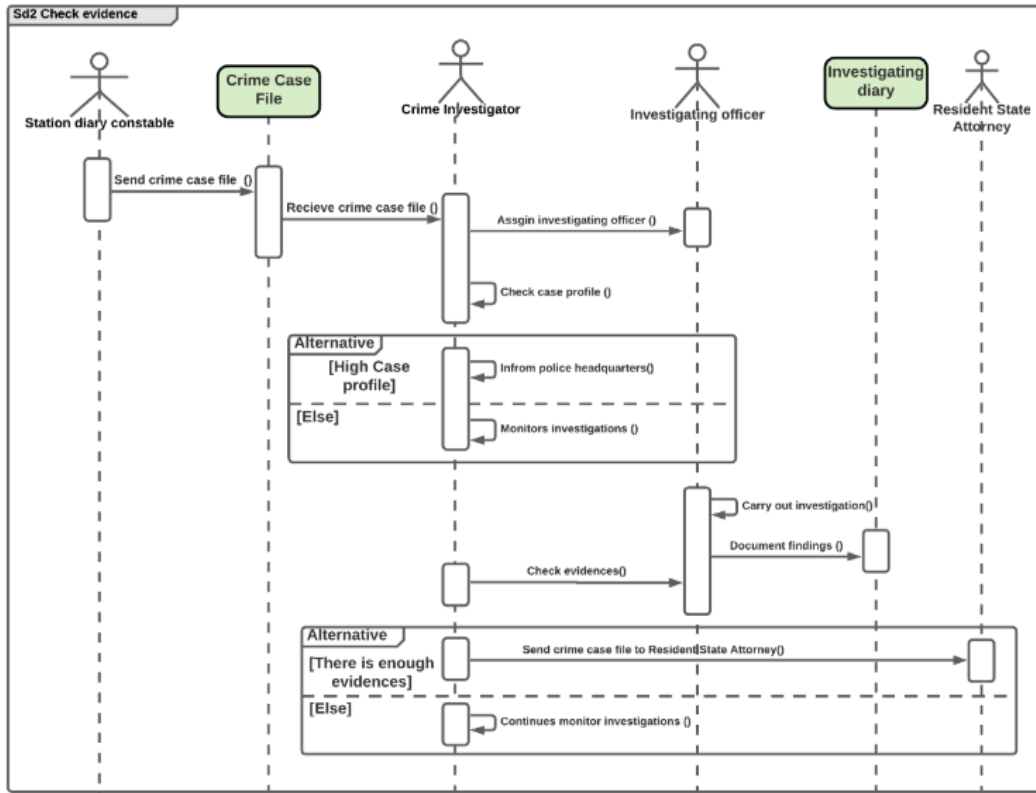 Sd2 Check evidence
Crime Case
File
Investigating
diary
Station diary constable
Crime Investigator
Investigating officer
Resident State
Attorney
Send crime case file ()
Recieve crime case file ()
Assgin investigating officer ()
Check case profile ()
Alternative
[High Case
profile]
Infrom police headquarters()
[Else]
Monitors investigations ()
Carry out investigation()
Document findings ()
Check evidences()
Alternative
[There is enough
evidences]
Send crime case file to Resident State Attorney()
[Else]
Continues monitor investigations ()